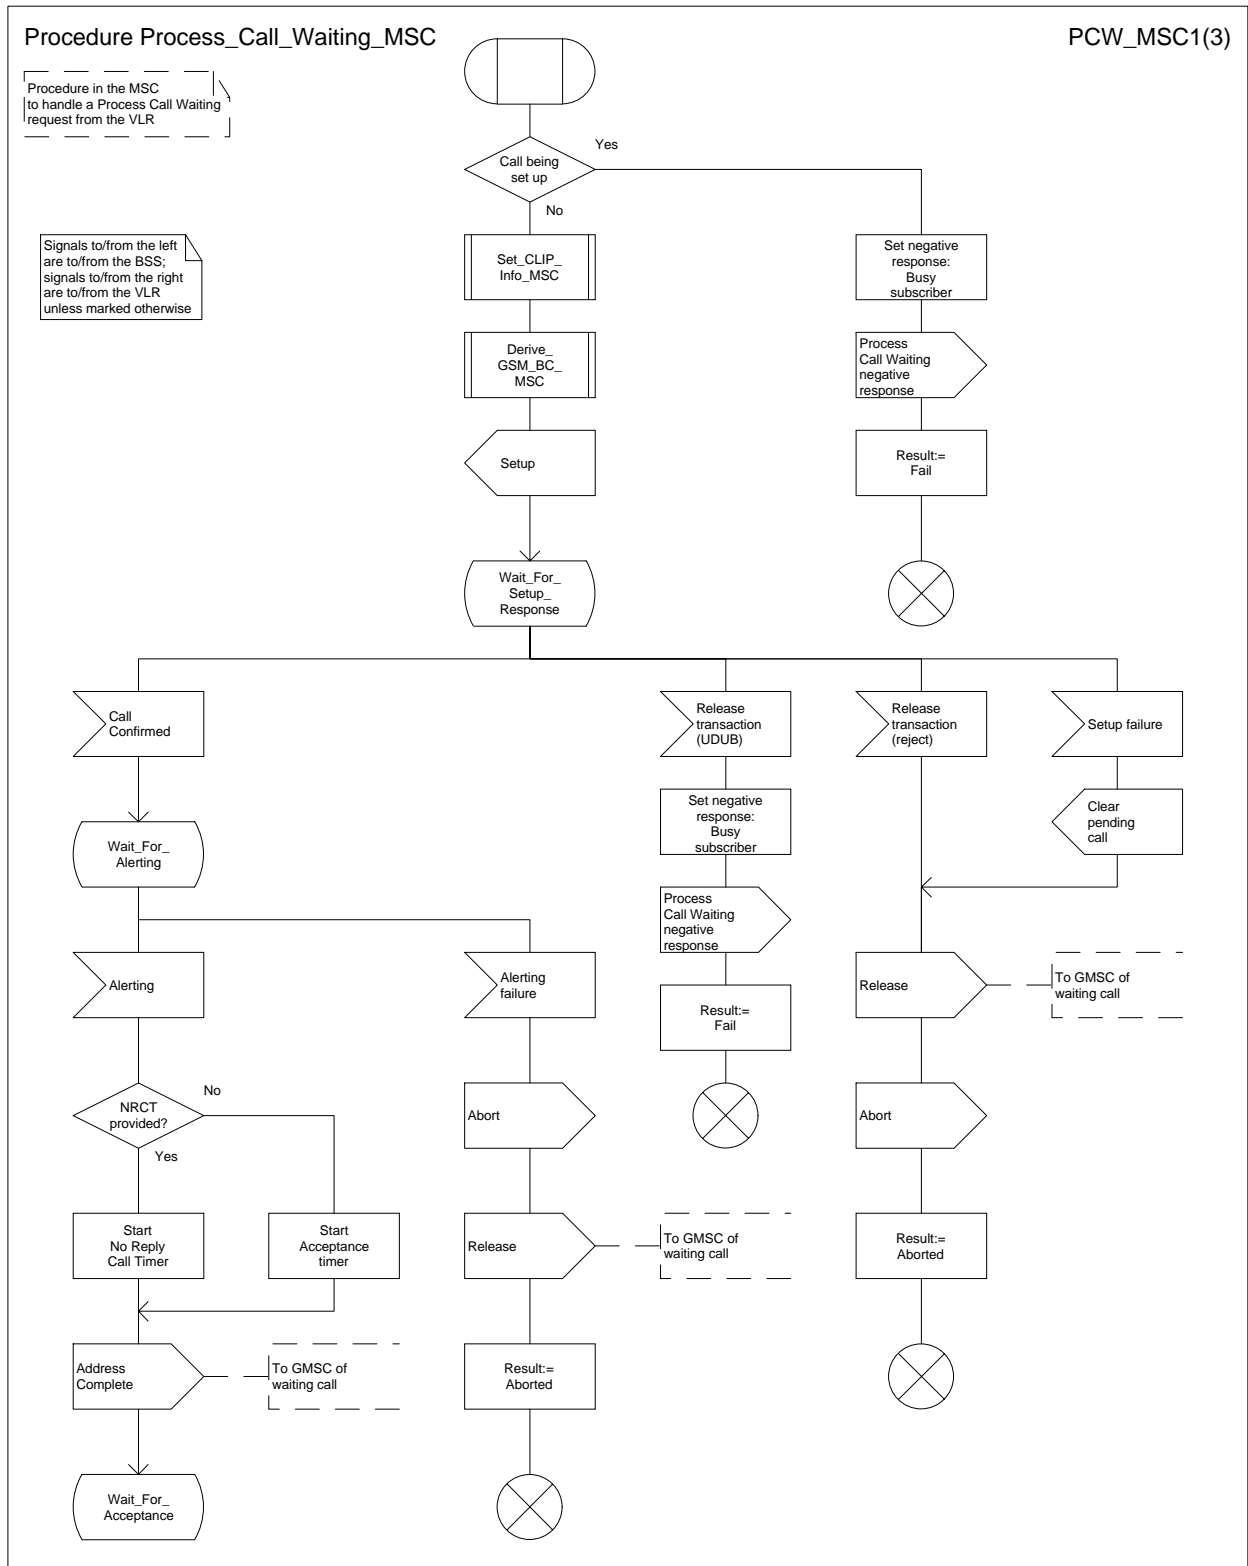 Procedure Process_Call_Waiting_MSC
PCW_MSC1(3)
Procedure in the MSC
to handle a Process Call Waiting
request from the VLR
Signals to/from the left
are to/from the BSS;
signals to/from the right
are to/from the VLR
unless marked otherwise
Call being
set up
Yes
No
Set_CLIP_
Info_MSC
Derive_
GSM_BC_
MSC
Setup
Wait_For_
Setup_
Response
Set negative
response:
Busy
subscriber
Process
Call Waiting
negative
response
Result:=
Fail
Call
Confirmed
Wait_For_
Alerting
Release
transaction
(UDUB)
Set negative
response:
Busy
subscriber
Process
Call Waiting
negative
response
Result:=
Fail
Release
transaction
(reject)
Setup failure
Clear
pending
call
Release
To GMSC of
waiting call
Abort
Result:=
Aborted
Alerting
Alerting
failure
NRCT
provided?
No
Yes
Start
No Reply
Call Timer
Start
Acceptance
timer
Address
Complete
To GMSC of
waiting call
Wait_For_
Acceptance
Abort
Release
To GMSC of
waiting call
Result:=
Aborted